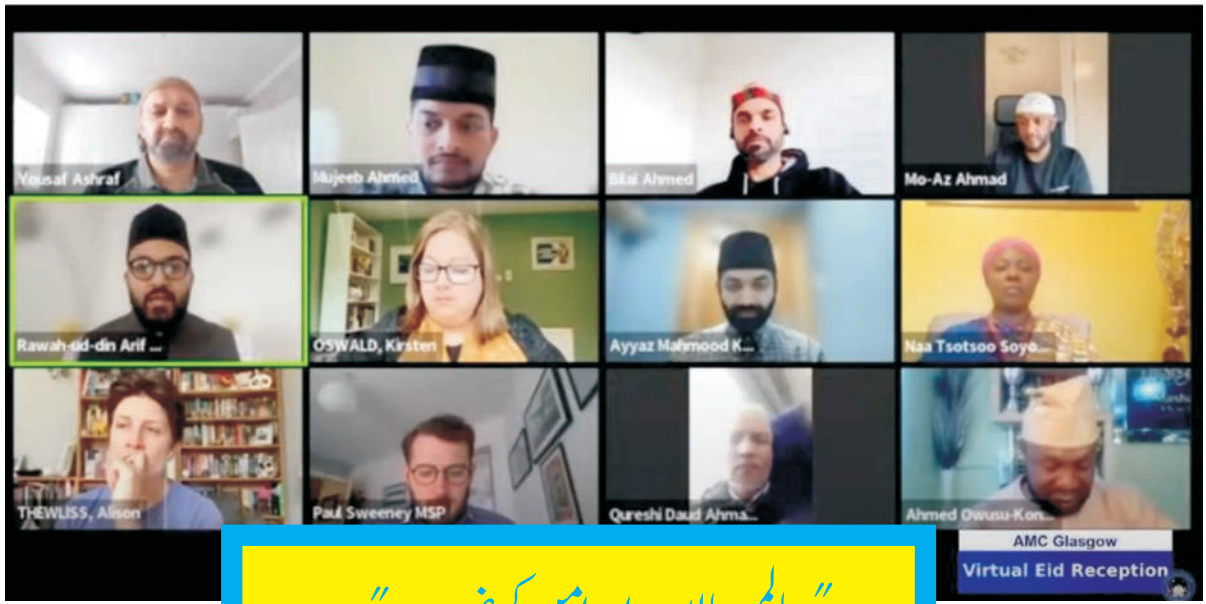 Yousaf Ashraf
Mujeeb Ahmed
Bilal Ahmed
Mo-Az Ahmad
Rawah-ud-din Arif ...
OSWALD, Kirsten
Ayyaz Mahmood K...
Naa Tsotsoo Soyo...
THEWLISS, Alison
Paul Sweeney MSP
Qureshi Daud Ahma...
Ahmed Owusu-Kon...
AMC Glasgow
Virtual Eid Reception